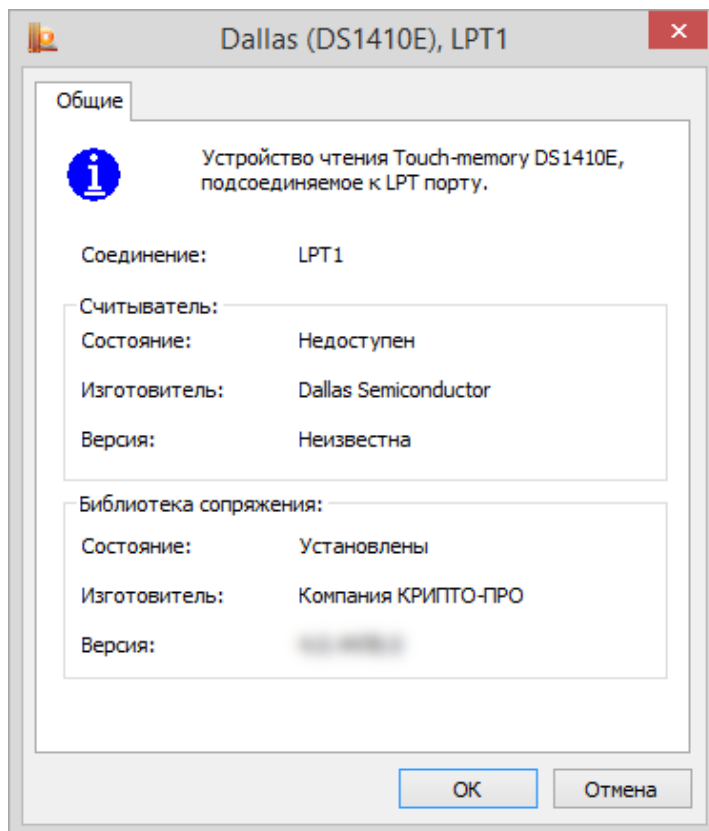 Dallas (DS1410E), LPT1
Общие
Устройство чтения Touch-memory DS1410E,
подсоединяемое к LPT порту.
Соединение: LPT1
Считыватель:
Состояние: Недоступен
Изготовитель: Dallas Semiconductor
Версия: Неизвестна
Библиотека сопряжения:
Состояние: Установлены
Изготовитель: Компания КРИПТО-ПРО
Версия:
ОК Отмена